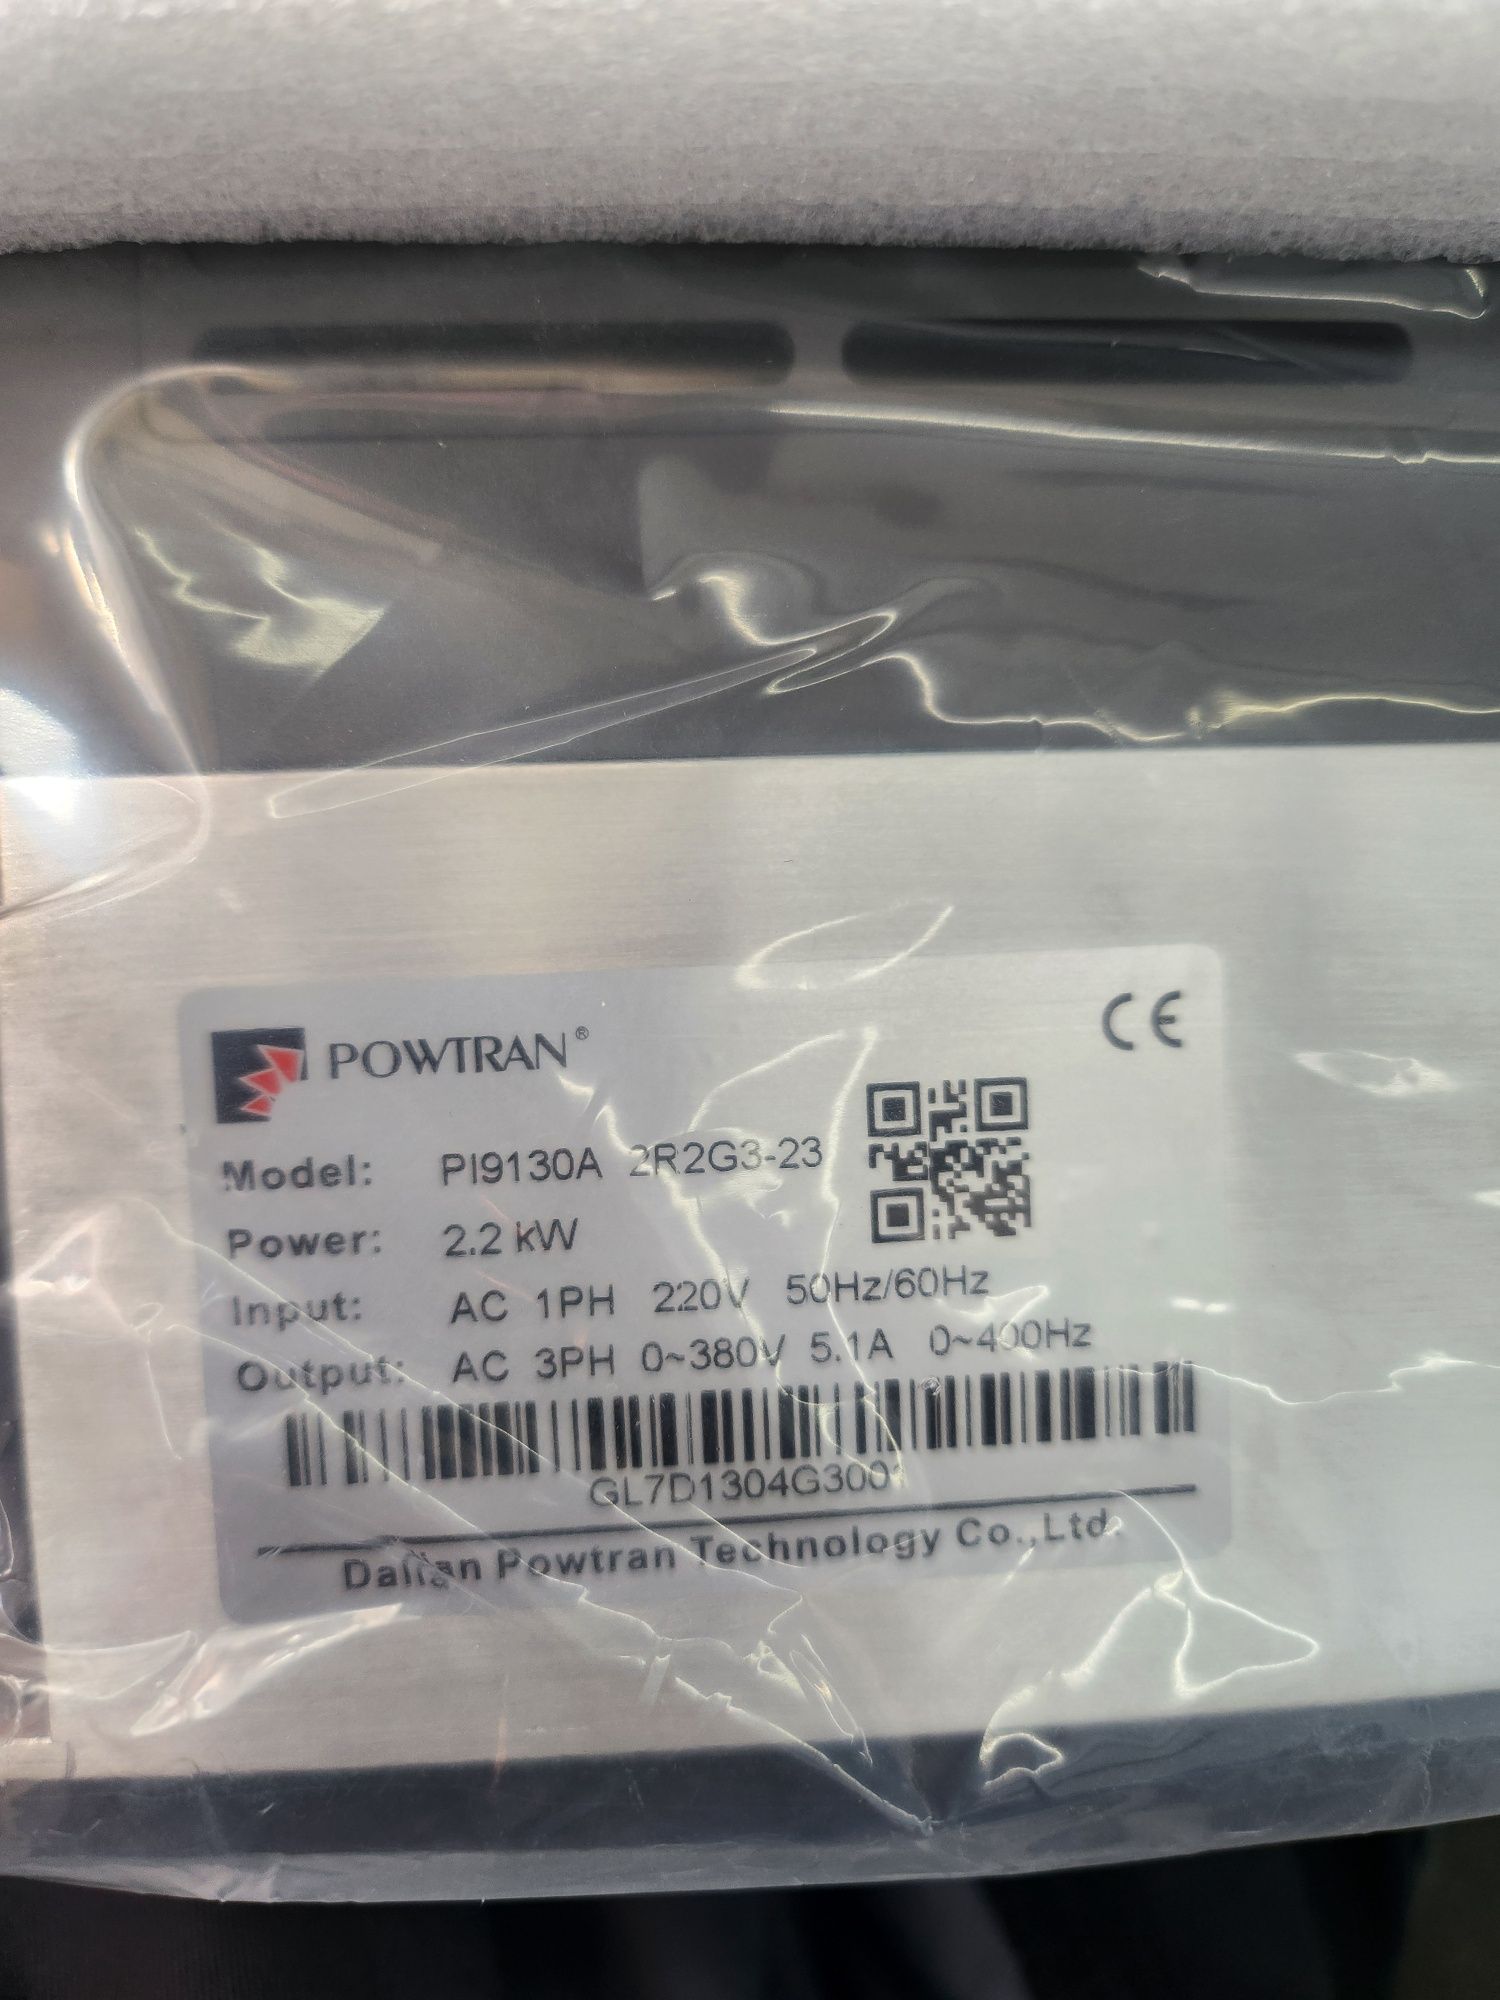 POWTRAN®
CE
Model: PI9130A 2R2G3-23
Power: 2.2 kW
Input: AC 1PH 220V 50Hz/60Hz
Output: AC 3PH 0~380V 5.1A 0~400Hz
GL7D1304G3001
Dalian Powtran Technology Co.,Ltd.